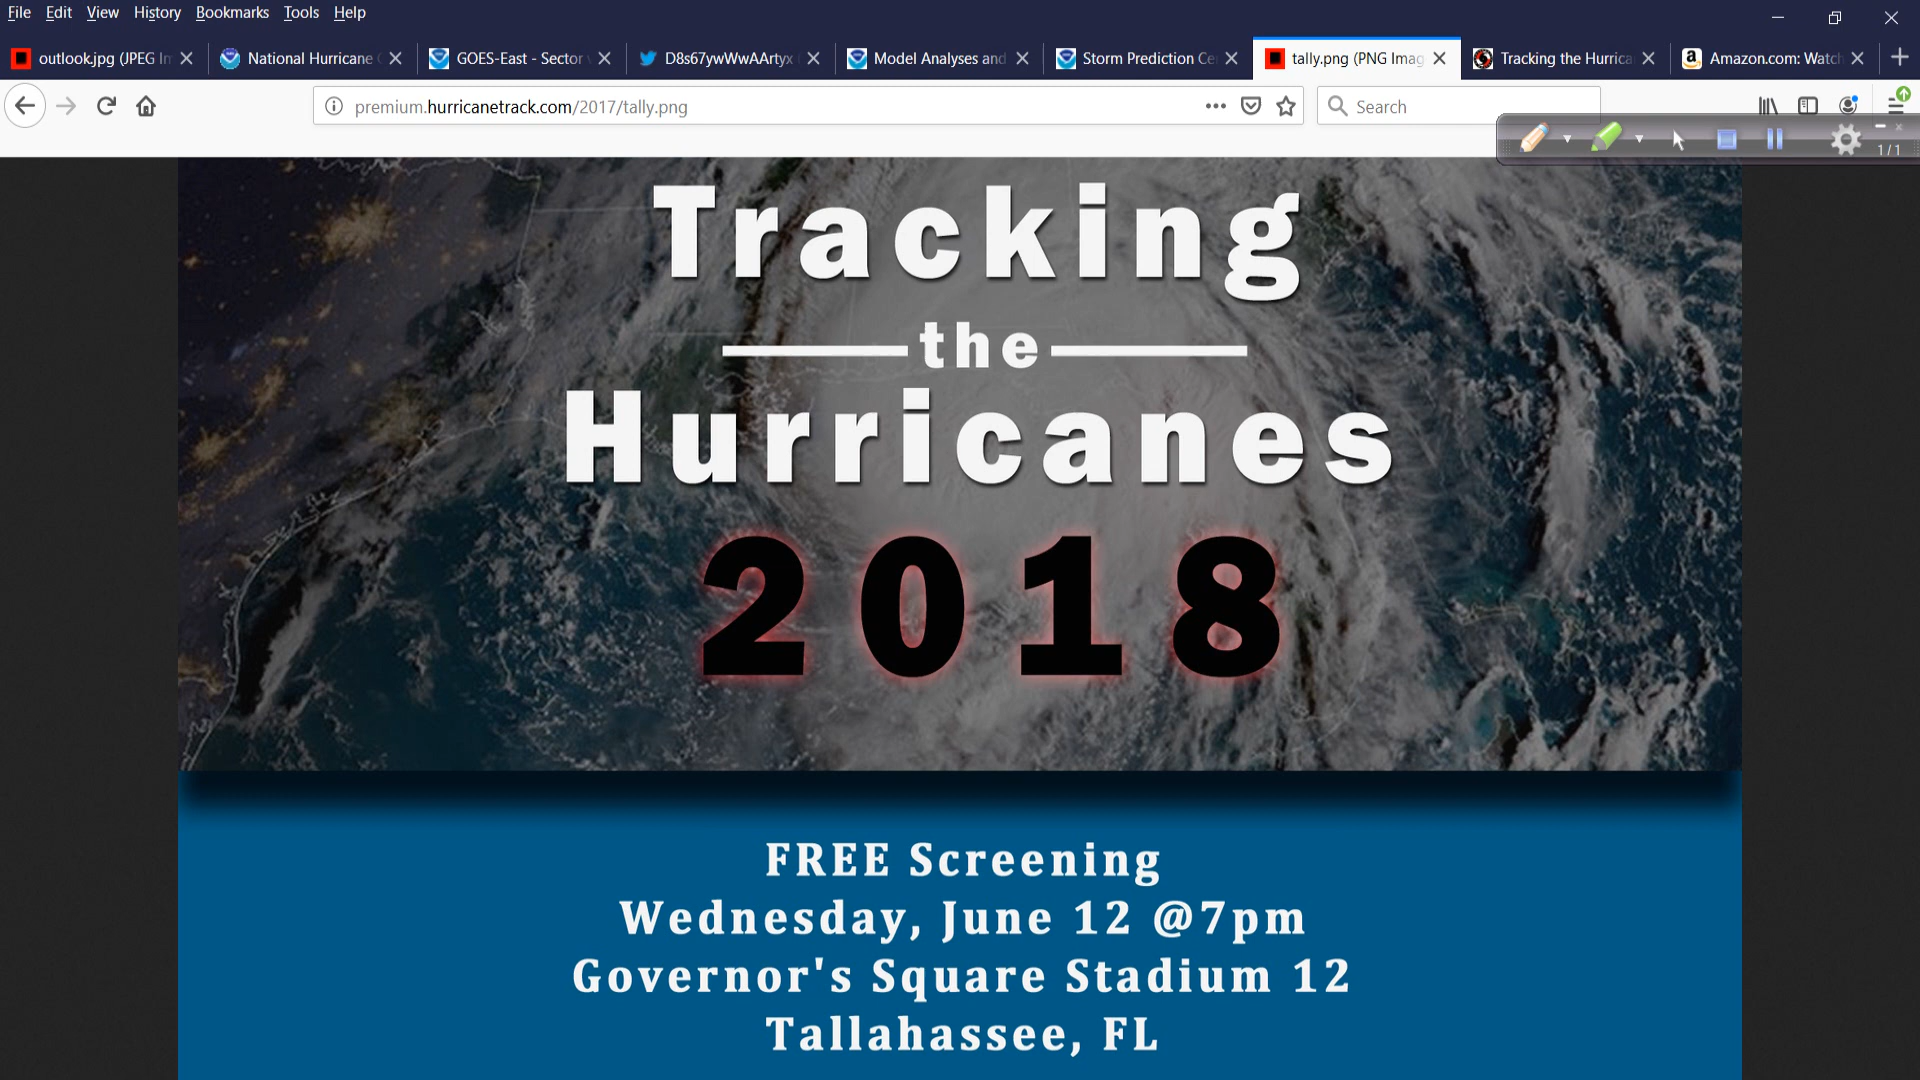 File Edit View History Bookmarks Tools Help
outlook.jpg (JPEG Im
National Hurricane C
GOES-East - Sector v
D8s67ywWwAArtyx (
Model Analyses and
Storm Prediction Ce
tally.png (PNG Imag
Tracking the Hurrica
Amazon.com: Watch
premium.hurricanetrack.com/2017/tally.png
Search
1/1
Tracking
the
Hurricanes
2018
FREE Screening
Wednesday, June 12 @7pm
Governor's Square Stadium 12
Tallahassee, FL